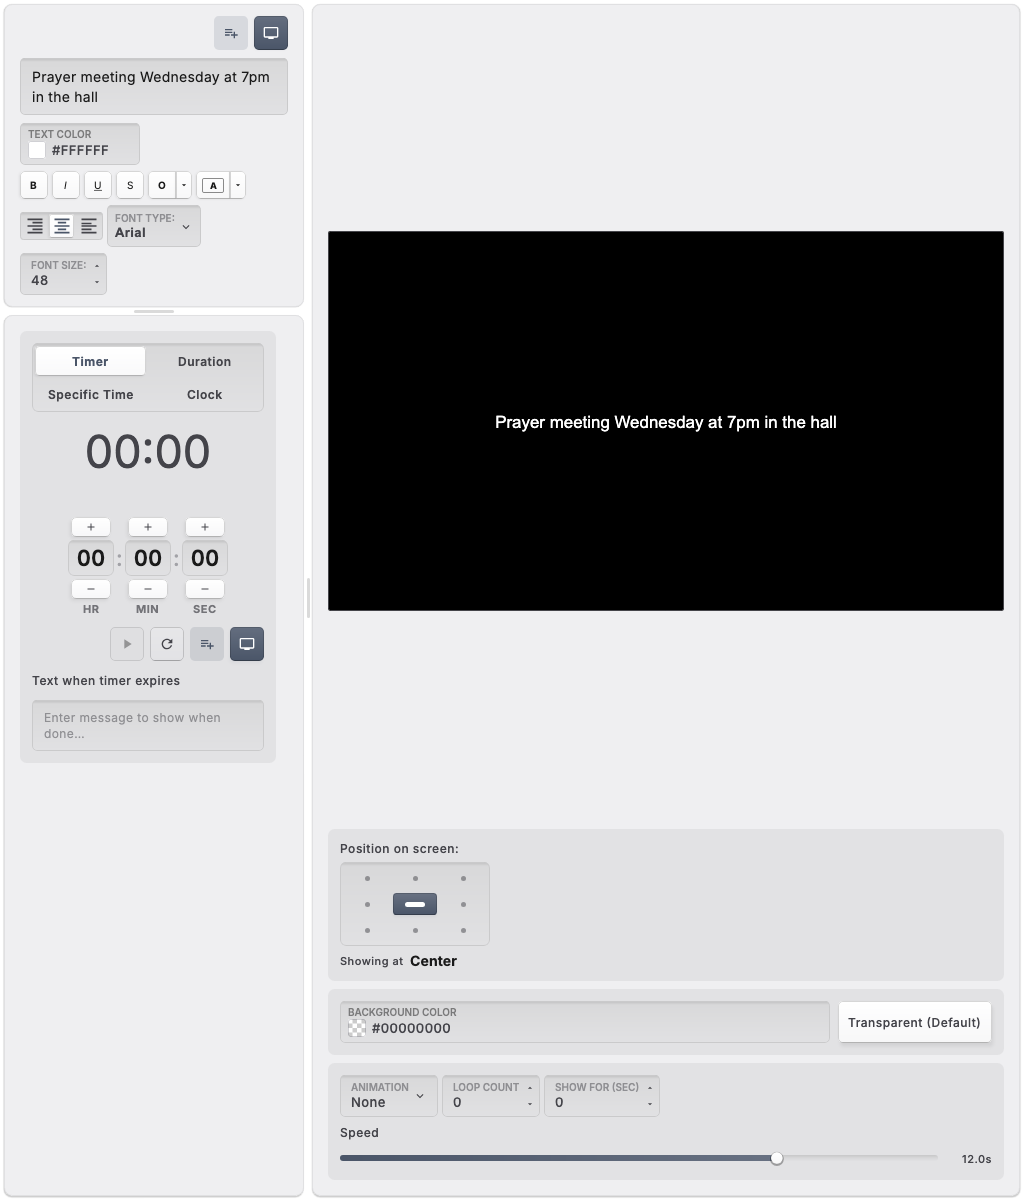 Prayer meeting Wednesday at 7pm
in the hall
TEXT COLOR
#FFFFFF
B I U S O A
FONT TYPE:
Arial
FONT SIZE:
48
Timer Duration
Specific Time Clock
00:00
+ + +
00 : 00 : 00
− − −
HR MIN SEC
Text when timer expires
Enter message to show when
done...
Prayer meeting Wednesday at 7pm in the hall
Position on screen:
Showing at Center
BACKGROUND COLOR
#00000000
Transparent (Default)
ANIMATION
None
LOOP COUNT
0
SHOW FOR (SEC)
0
Speed
12.0s